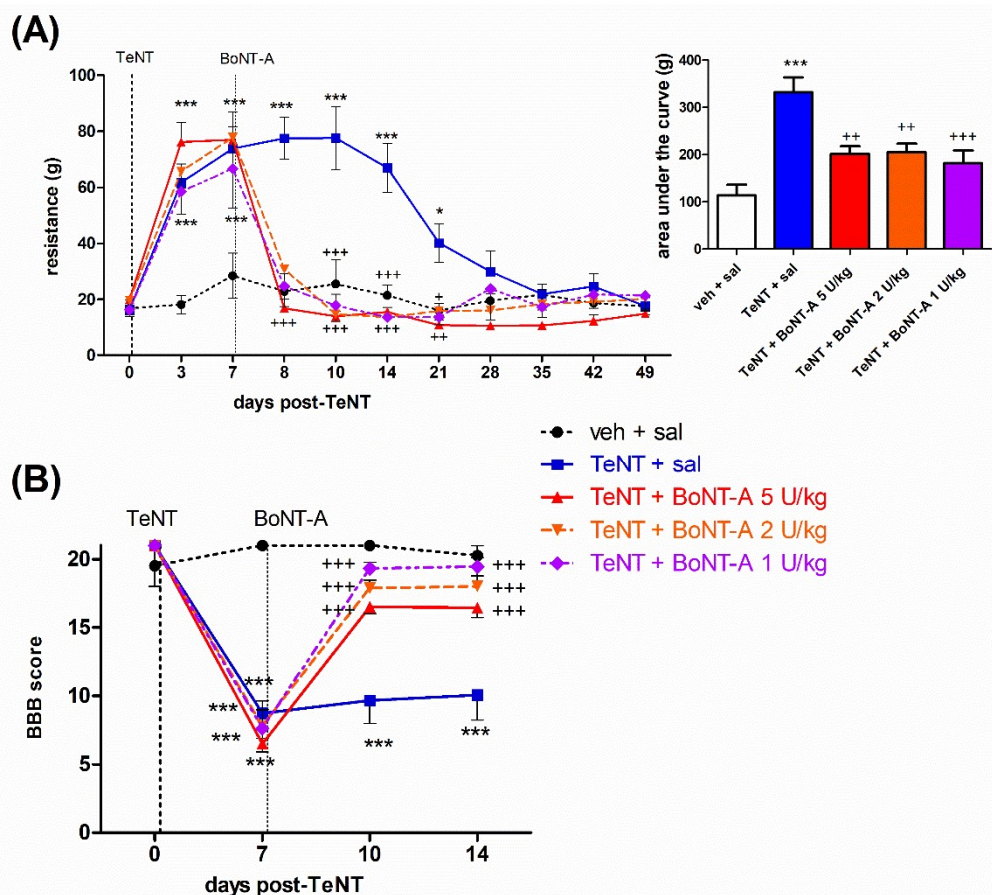 (A)
TeNT
BoNT-A
resistance (g)
100
80
60
40
20
0
***
***
***
***
***
*
***
***
+++
+++
+
+++
+++
+++
++
0 3 7 8 10 14 21 28 35 42 49
days post-TeNT
area under the curve (g)
400
300
200
100
0
***
++
++
+++
veh + sal
TeNT + sal
TeNT + BoNT-A 5 U/kg
TeNT + BoNT-A 2 U/kg
TeNT + BoNT-A 1 U/kg
veh + sal
TeNT + sal
TeNT + BoNT-A 5 U/kg
TeNT + BoNT-A 2 U/kg
TeNT + BoNT-A 1 U/kg
(B)
TeNT
BoNT-A
BBB score
20
15
10
5
0
+++
+++
+++
+++
+++
+++
***
***
***
***
***
***
0 7 10 14
days post-TeNT